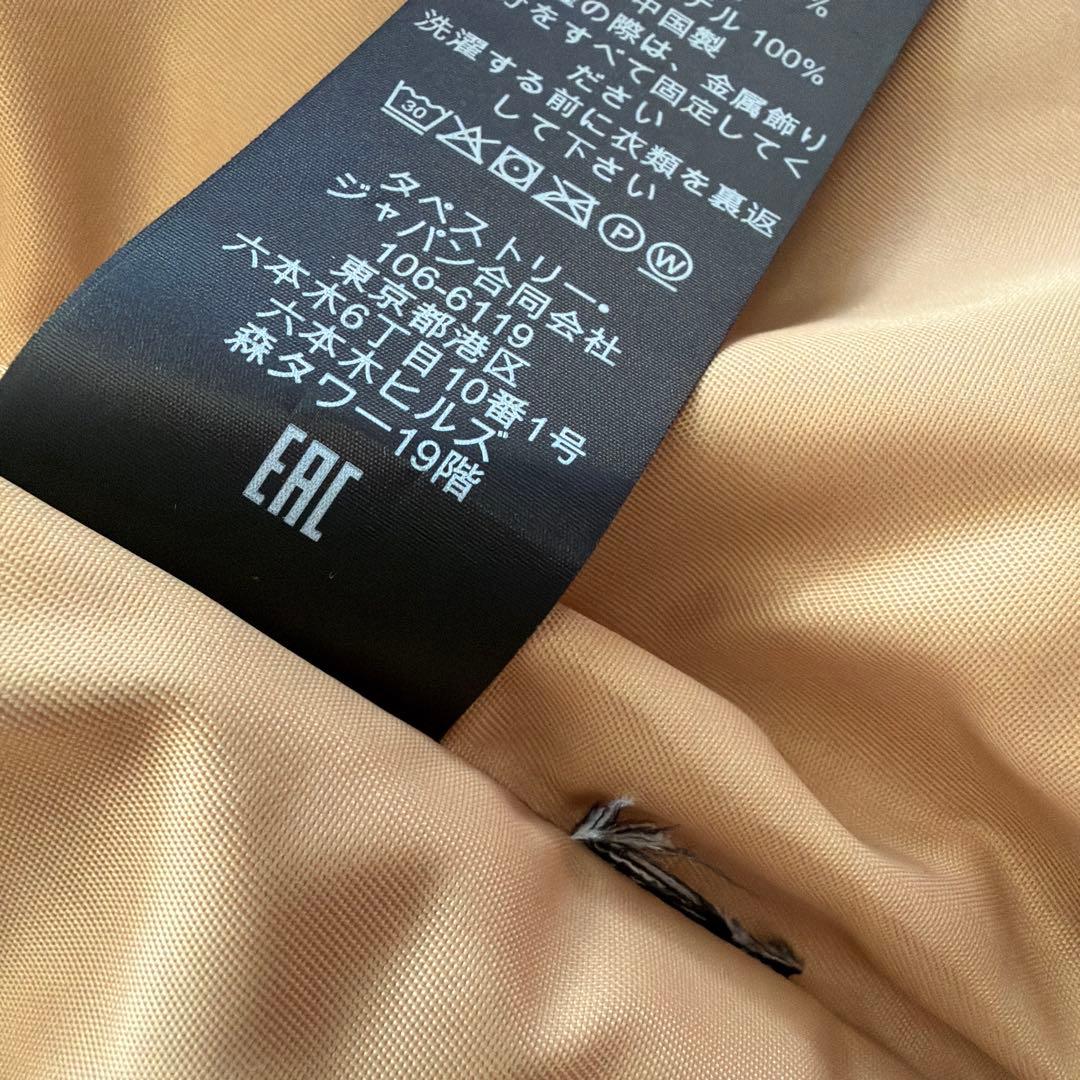 %
テル 100%
中国製
の際は、金属飾り
をすべて固定してく
ださい
洗濯する前に衣類を裏返
して下さい
30
P W
タペストリー・
ジャパン合同会社
106-6119
東京都港区
六本木6丁目10番1号
六本木ヒルズ
森タワー19階
EAC